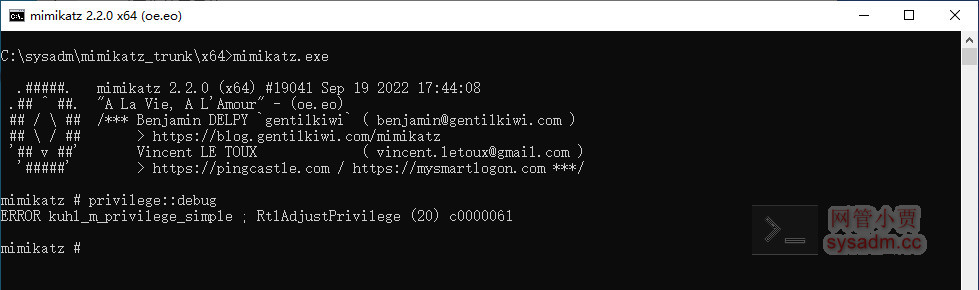 mimikatz 2.2.0 x64 (oe.eo)
C:\sysadm\mimikatz_trunk\x64>mimikatz.exe
  .#####.   mimikatz 2.2.0 (x64) #19041 Sep 19 2022 17:44:08
 .## ^ ##.  "A La Vie, A L'Amour" - (oe.eo)
 ## / \ ##  /*** Benjamin DELPY `gentilkiwi` ( benjamin@gentilkiwi.com )
 ## \ / ##       > https://blog.gentilkiwi.com/mimikatz
 '## v ##'       Vincent LE TOUX             ( vincent.letoux@gmail.com )
  '#####'        > https://pingcastle.com / https://mysmartlogon.com ***/
mimikatz # privilege::debug
ERROR kuhl_m_privilege_simple ; RtlAdjustPrivilege (20) c0000061
mimikatz #
>_
网管小贾
sysadm.cc